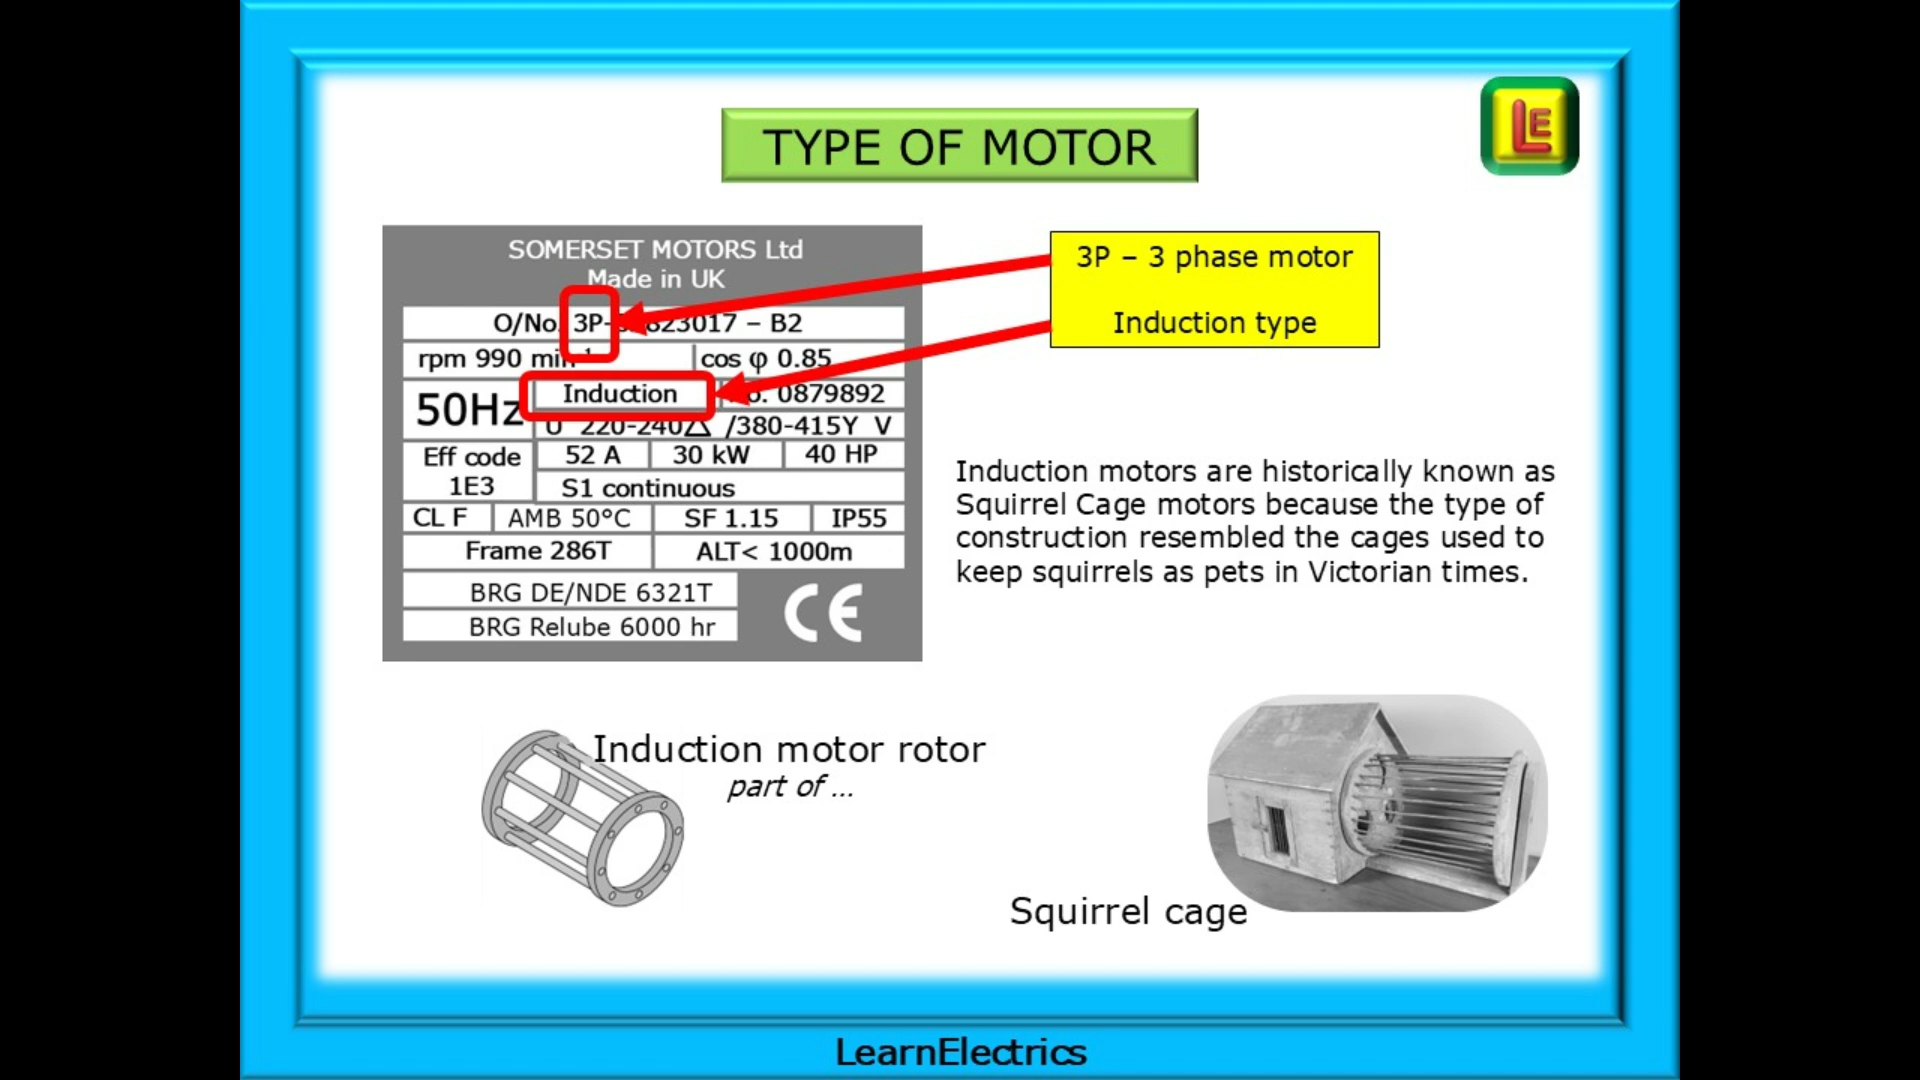 TYPE OF MOTOR
LE
SOMERSET MOTORS Ltd
Made in UK
3P – 3 phase motor
Induction type
O/No. 3P- 823017 – B2
rpm 990 min cos φ 0.85
50Hz
Induction No. 0879892
U 220-240△ /380-415Y V
Eff code
1E3
52 A 30 kW 40 HP
S1 continuous
CL F AMB 50°C SF 1.15 IP55
Frame 286T ALT< 1000m
BRG DE/NDE 6321T
BRG Relube 6000 hr
CE
Induction motors are historically known as
Squirrel Cage motors because the type of
construction resembled the cages used to
keep squirrels as pets in Victorian times.
Induction motor rotor
part of ...
Squirrel cage
LearnElectrics